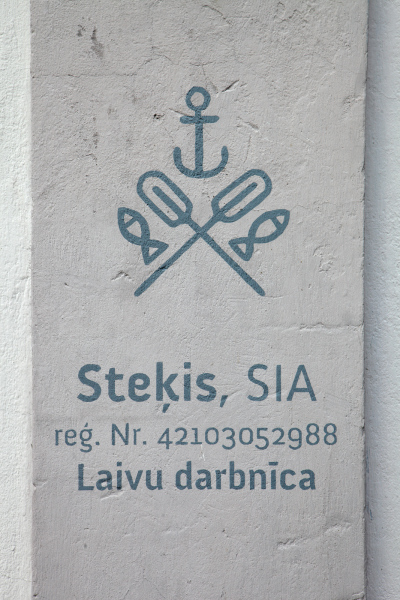 Steķis, SIA
reģ. Nr. 42103052988
Laivu darbnīca